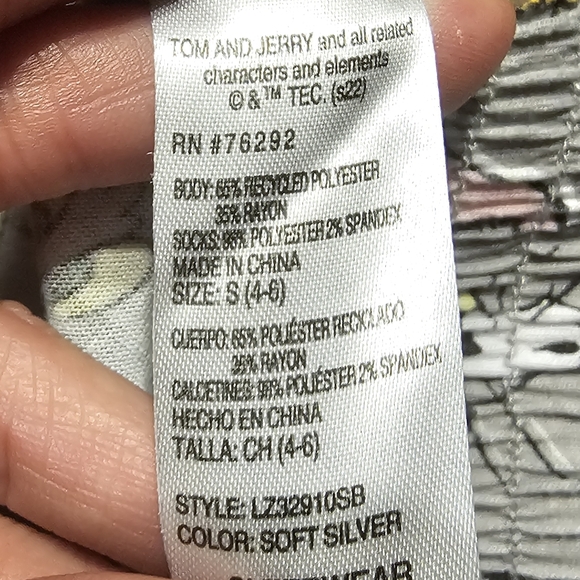 TOM AND JERRY and all related
characters and elements
© &™ TEC. (s22)
RN #76292
BODY: 65% RECYCLED POLYESTER
35% RAYON
SOCKS: 98% POLYESTER 2% SPANDEX
MADE IN CHINA
SIZE: S (4-6)
CUERPO: 65% POLIÉSTER RECICLADO
35% RAYON
CALCETINES: 98% POLIÉSTER 2% SPANDEX
HECHO EN CHINA
TALLA: CH (4-6)
STYLE: LZ32910SB
COLOR: SOFT SILVER